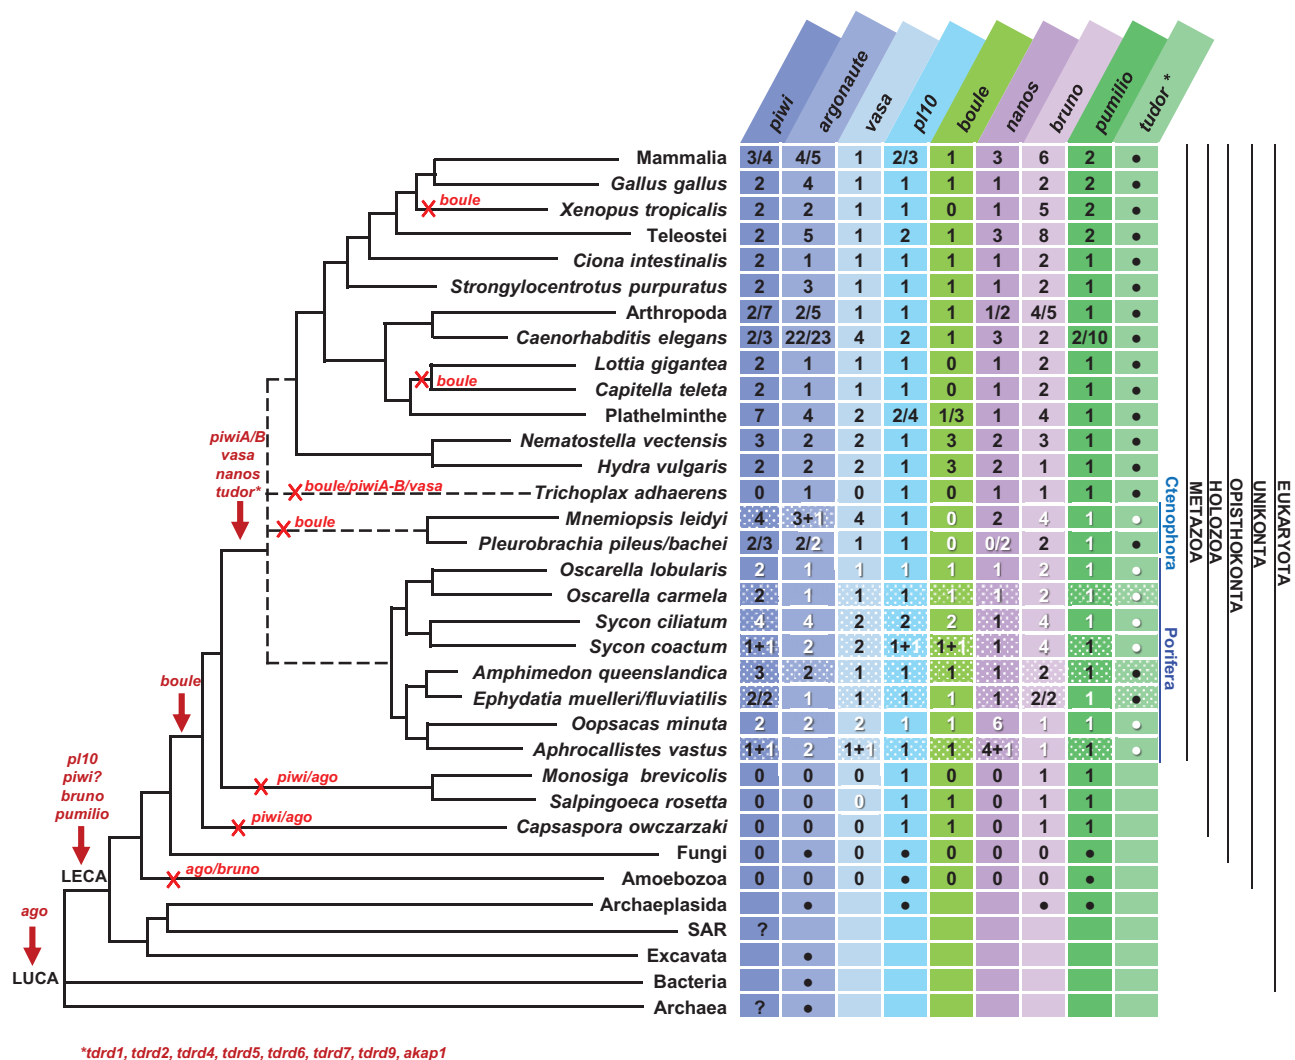 piwi argonaute vasa pl10 boule nanos bruno pumilio tudor *
Mammalia 3/4 4/5 1 2/3 1 3 6 2 •
Gallus gallus 2 4 1 1 1 1 2 2 •
boule
Xenopus tropicalis 2 2 1 1 0 1 5 2 •
Teleostei 2 5 1 2 1 3 8 2 •
Ciona intestinalis 2 1 1 1 1 1 2 1 •
Strongylocentrotus purpuratus 2 3 1 1 1 1 2 1 •
Arthropoda 2/7 2/5 1 1 1 1/2 4/5 1 •
Caenorhabditis elegans 2/3 22/23 4 2 1 3 2 2/10 •
Lottia gigantea 2 1 1 1 0 1 2 1 •
boule
Capitella teleta 2 1 1 1 0 1 2 1 •
Plathelminthe 7 4 2 2/4 1/3 1 4 1 •
piwiA/B
vasa
nanos
tudor*
Nematostella vectensis 3 2 2 1 3 2 3 1 •
Hydra vulgaris 2 2 2 1 3 2 1 1 •
boule/piwiA-B/vasa
Trichoplax adhaerens 0 1 0 1 0 1 1 1 •
boule
Mnemiopsis leidyi 4 3+1 4 1 0 2 4 1 •
Pleurobrachia pileus/bachei 2/3 2/2 1 1 0 0/2 2 1 •
Oscarella lobularis 2 1 1 1 1 1 2 1 •
Oscarella carmela 2 1 1 1 1 1 2 1 •
Sycon ciliatum 4 4 2 2 2 1 4 1 •
Sycon coactum 1+1 2 2 1+1 1+1 1 4 1 •
Amphimedon queenslandica 3 2 1 1 1 1 2 1 •
boule
Ephydatia muelleri/fluviatilis 2/2 1 1 1 1 1 2/2 1 •
Oopsacas minuta 2 2 2 1 1 6 1 1 •
Aphrocallistes vastus 1+1 2 1+1 1 1 4+1 1 1 •
pl10
piwi?
bruno
pumilio
piwi/ago
Monosiga brevicolis 0 0 0 1 0 0 1 1
Salpingoeca rosetta 0 0 0 1 1 0 1 1
piwi/ago
Capsaspora owczarzaki 0 0 0 1 1 0 1 1
Fungi 0 • 0 • 0 0 0 •
LECA
ago/bruno
Amoebozoa 0 0 0 • 0 0 0 •
Archaeplasida • • • •
ago
SAR ?
Excavata •
LUCA
Bacteria •
Archaea ? •
Ctenophora
Porifera
METAZOA
HOLOZOA
OPISTHOKONTA
UNIKONTA
EUKARYOTA
*tdrd1, tdrd2, tdrd4, tdrd5, tdrd6, tdrd7, tdrd9, akap1